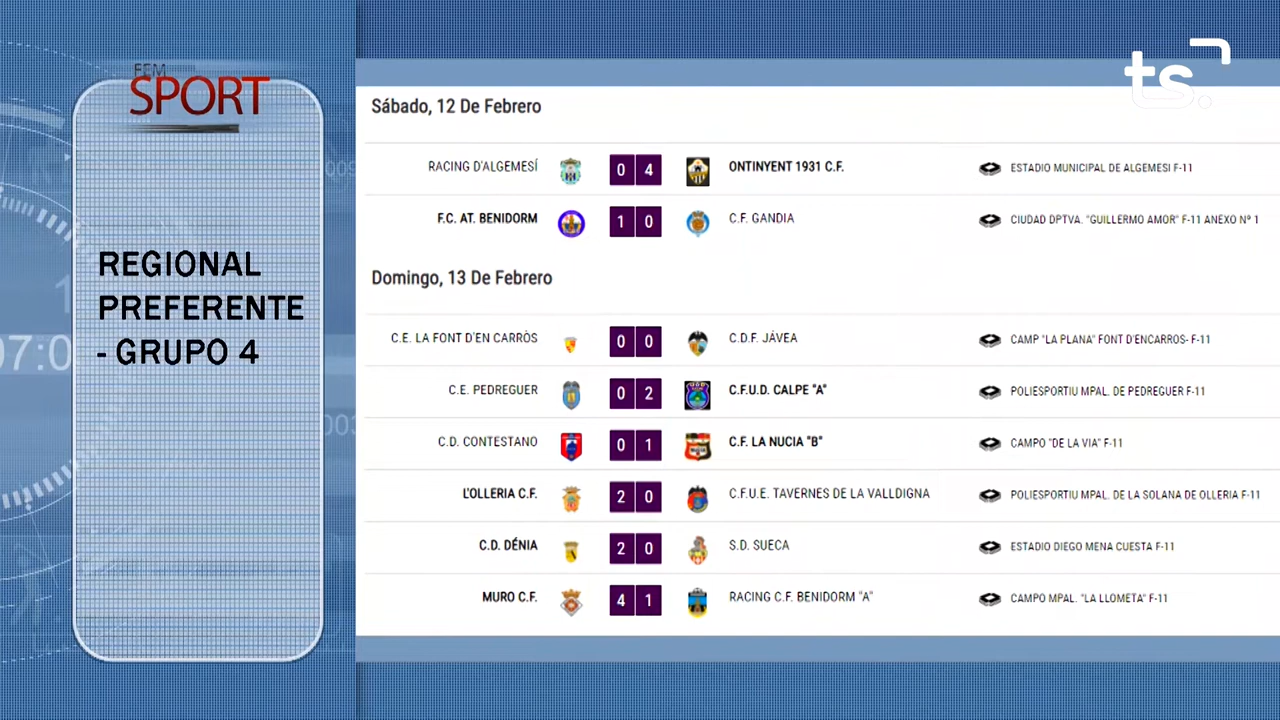 FEM
SPORT
REGIONAL
PREFERENTE
- GRUPO 4
ts.
Sábado, 12 De Febrero
RACING D'ALGEMESÍ 0 4 ONTINYENT 1931 C.F. ESTADIO MUNICIPAL DE ALGEMESI F-11
F.C. AT. BENIDORM 1 0 C.F. GANDIA CIUDAD DPTVA. "GUILLERMO AMOR" F-11 ANEXO Nº 1
Domingo, 13 De Febrero
C.E. LA FONT D'EN CARRÒS 0 0 C.D.F. JÁVEA CAMP "LA PLANA" FONT D'ENCARROS- F-11
C.E. PEDREGUER 0 2 C.F.U.D. CALPE "A" POLIESPORTIU MPAL. DE PEDREGUER F-11
C.D. CONTESTANO 0 1 C.F. LA NUCIA "B" CAMPO "DE LA VIA" F-11
L'OLLERIA C.F. 2 0 C.F.U.E. TAVERNES DE LA VALLDIGNA POLIESPORTIU MPAL. DE LA SOLANA DE OLLERIA F-11
C.D. DÉNIA 2 0 S.D. SUECA ESTADIO DIEGO MENA CUESTA F-11
MURO C.F. 4 1 RACING C.F. BENIDORM "A" CAMPO MPAL. "LA LLOMETA" F-11